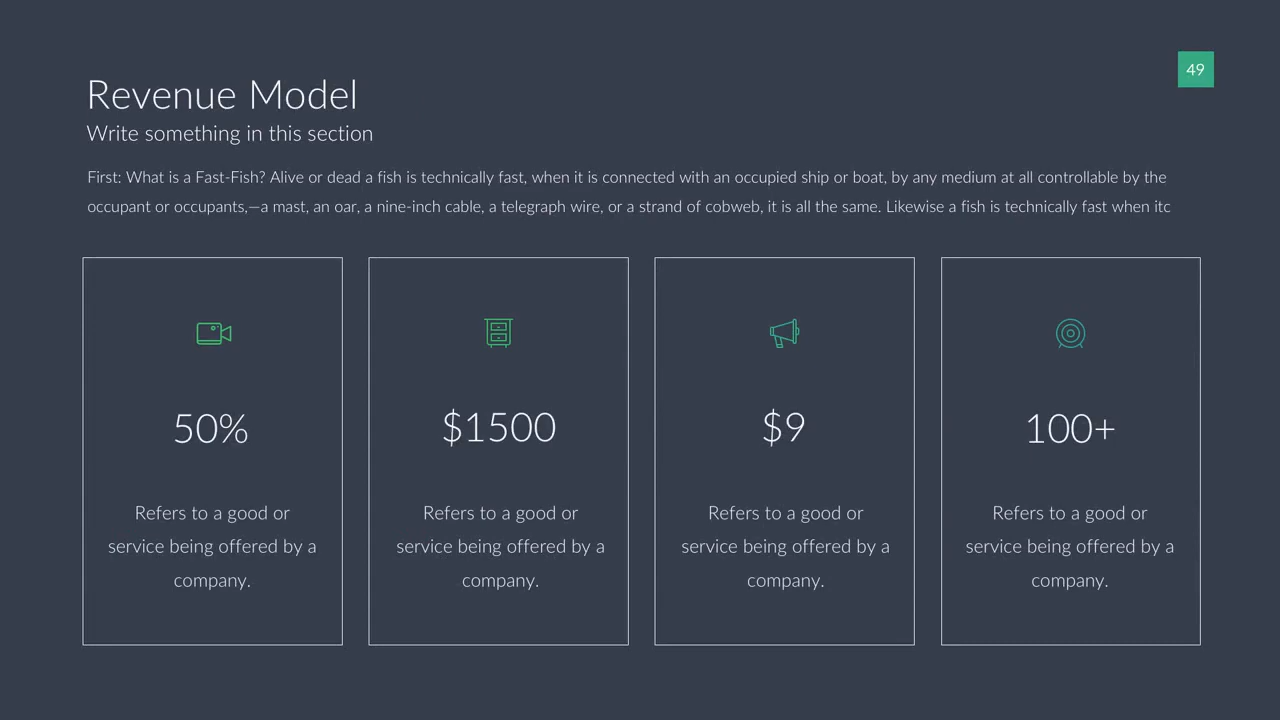 49
Revenue Model
Write something in this section
First: What is a Fast-Fish? Alive or dead a fish is technically fast, when it is connected with an occupied ship or boat, by any medium at all controllable by the
occupant or occupants,—a mast, an oar, a nine-inch cable, a telegraph wire, or a strand of cobweb, it is all the same. Likewise a fish is technically fast when itc
50%
Refers to a good or
service being offered by a
company.
$1500
Refers to a good or
service being offered by a
company.
$9
Refers to a good or
service being offered by a
company.
100+
Refers to a good or
service being offered by a
company.